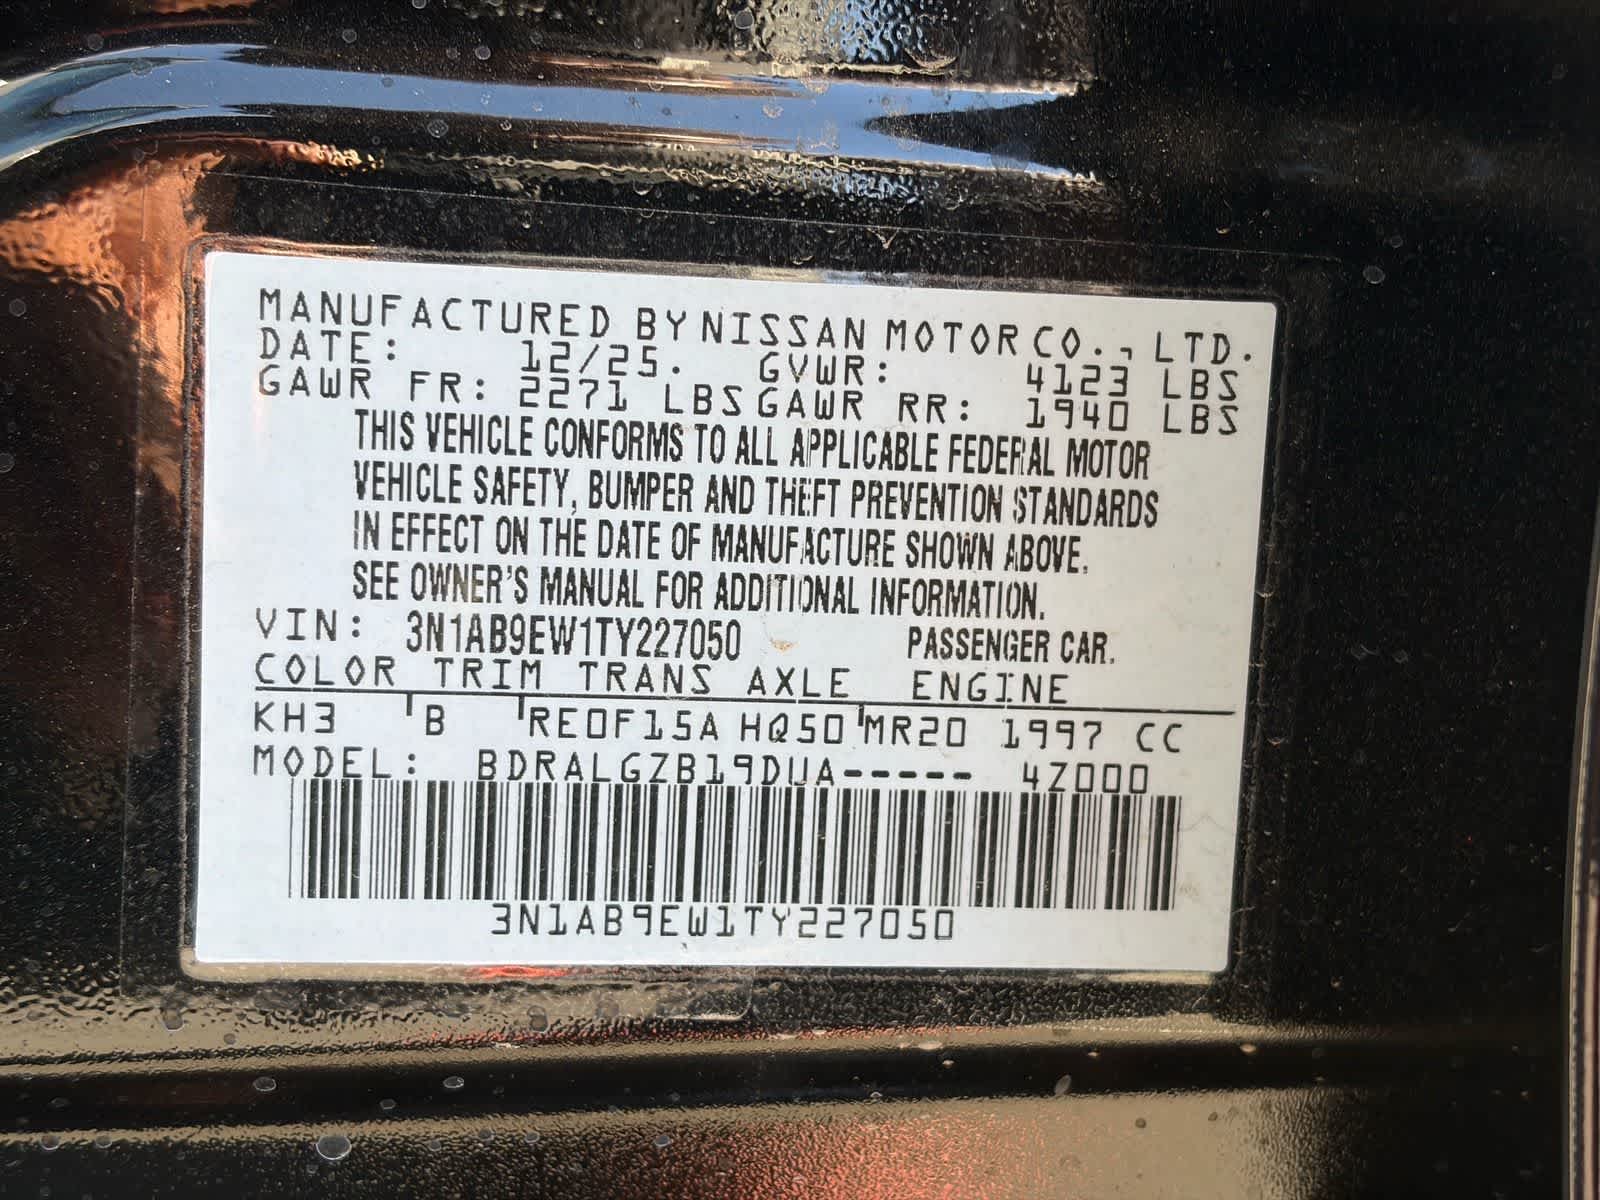 MANUFACTURED BY NISSAN MOTOR CO., LTD.
DATE: 12/25. GVWR: 4123 LBS
GAWR FR: 2271 LBS GAWR RR: 1940 LBS
THIS VEHICLE CONFORMS TO ALL APPLICABLE FEDERAL MOTOR
VEHICLE SAFETY, BUMPER AND THEFT PREVENTION STANDARDS
IN EFFECT ON THE DATE OF MANUFACTURE SHOWN ABOVE.
SEE OWNER'S MANUAL FOR ADDITIONAL INFORMATION.
VIN: 3N1AB9EW1TY227050 PASSENGER CAR.
COLOR TRIM TRANS AXLE ENGINE
KH3 B RE0F15A HQ50 MR20 1997 CC
MODEL: BDRALGZB19DUA----- 4Z000
3N1AB9EW1TY227050